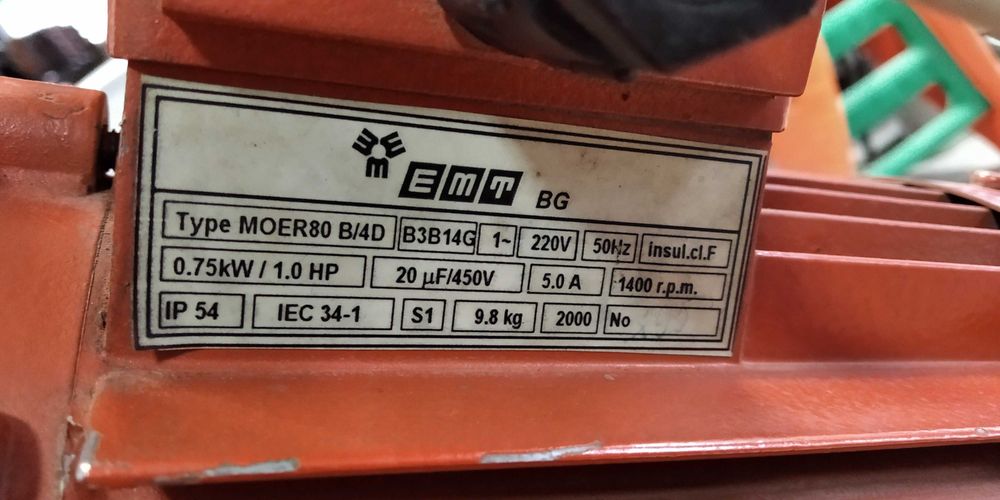 EMT BG
Type MOER80 B/4D B3B14G 1~ 220V 50Hz insul.cl.F
0.75kW / 1.0 HP 20 µF/450V 5.0 A 1400 r.p.m.
IP 54 IEC 34-1 S1 9.8 kg 2000 No